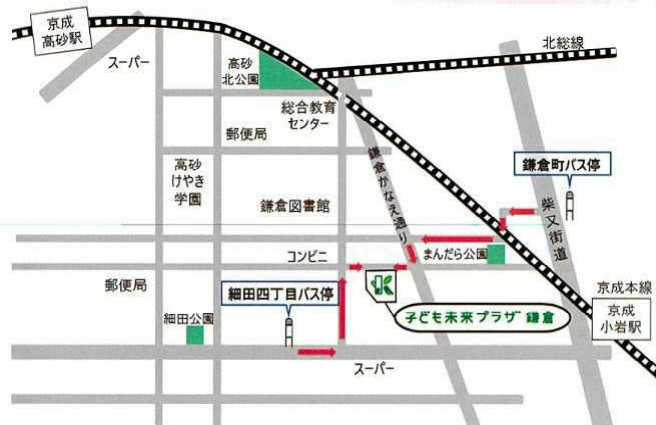 京成
高砂駅
スーパー
高砂
北公園
北総線
総合教育
センター
郵便局
高砂
けやき
学園
鎌倉かなえ通り
鎌倉町バス停
柴又街道
鎌倉図書館
コンビニ
まんだら公園
郵便局
細田四丁目バス停
京成本線
京成
小岩駅
細田公園
子ども未来プラザ 鎌倉
スーパー